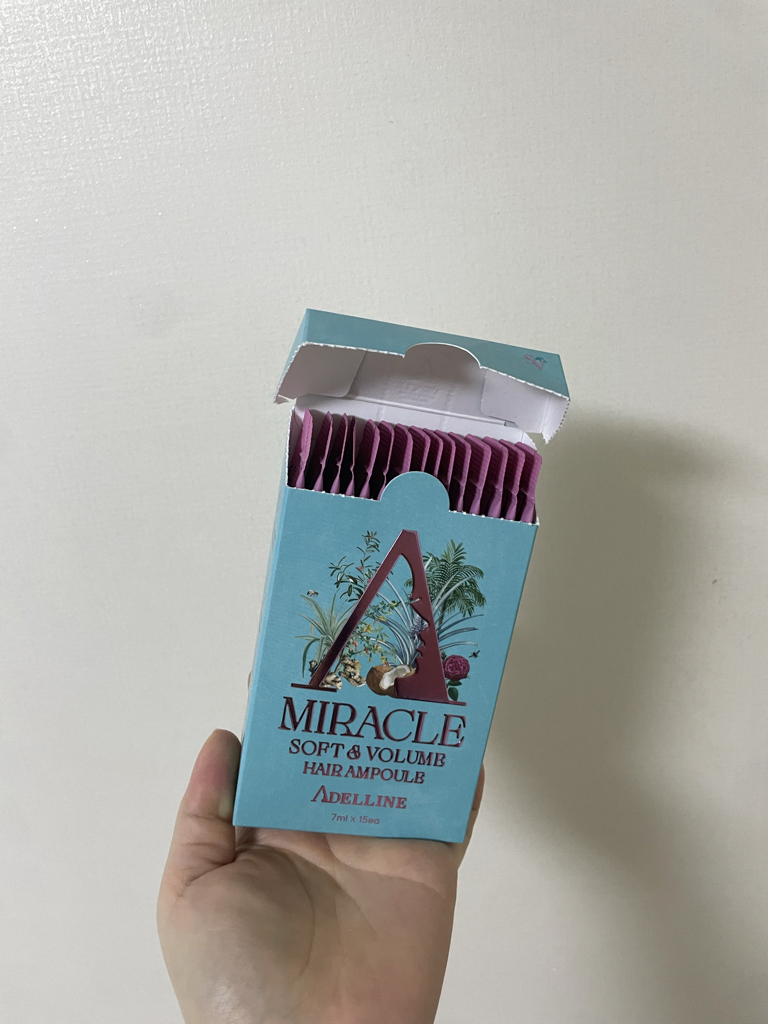 MIRACLE
SOFT & VOLUME
HAIR AMPOULE
ADELLINE
7ml x 15ea